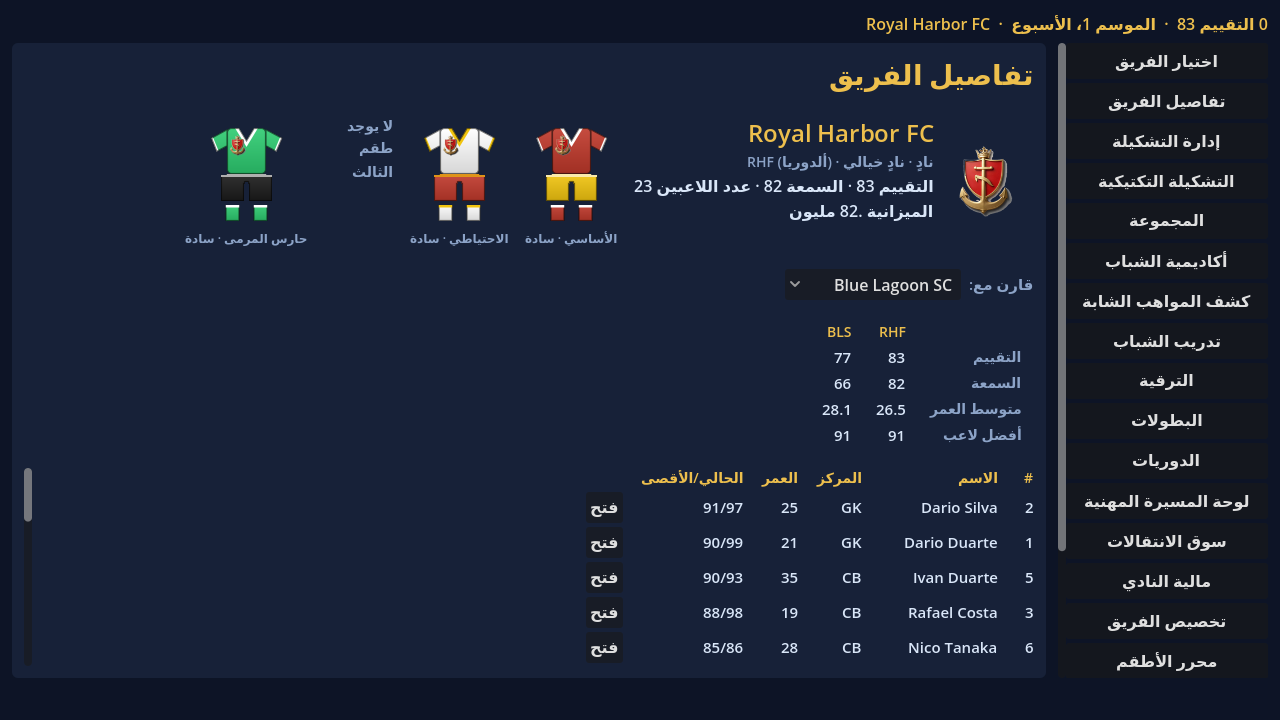 Royal Harbor FC · الموسم 1، الأسبوع 0 التقييم 83 ·
اختيار الفريق
تفاصيل الفريق
إدارة التشكيلة
التشكيلة التكتيكية
المجموعة
أكاديمية الشباب
كشف المواهب الشابة
تدريب الشباب
الترقية
البطولات
الدوريات
لوحة المسيرة المهنية
سوق الانتقالات
مالية النادي
تخصيص الفريق
محرر الأطقم
تفاصيل الفريق
Royal Harbor FC
نادٍ · نادٍ خيالي · (ألدوريا) RHF
التقييم 83 · السمعة 82 · عدد اللاعبين 23
الميزانية .82 مليون
الأساسي · سادة
الاحتياطي · سادة
لا يوجد
طقم
الثالث
حارس المرمى · سادة
قارن مع: Blue Lagoon SC
RHF BLS
التقييم 83 77
السمعة 82 66
متوسط العمر 26.5 28.1
أفضل لاعب 91 91
# الاسم المركز العمر الحالي/الأقصى
2 Dario Silva GK 25 91/97 فتح
1 Dario Duarte GK 21 90/99 فتح
5 Ivan Duarte CB 35 90/93 فتح
3 Rafael Costa CB 19 88/98 فتح
6 Nico Tanaka CB 28 85/86 فتح